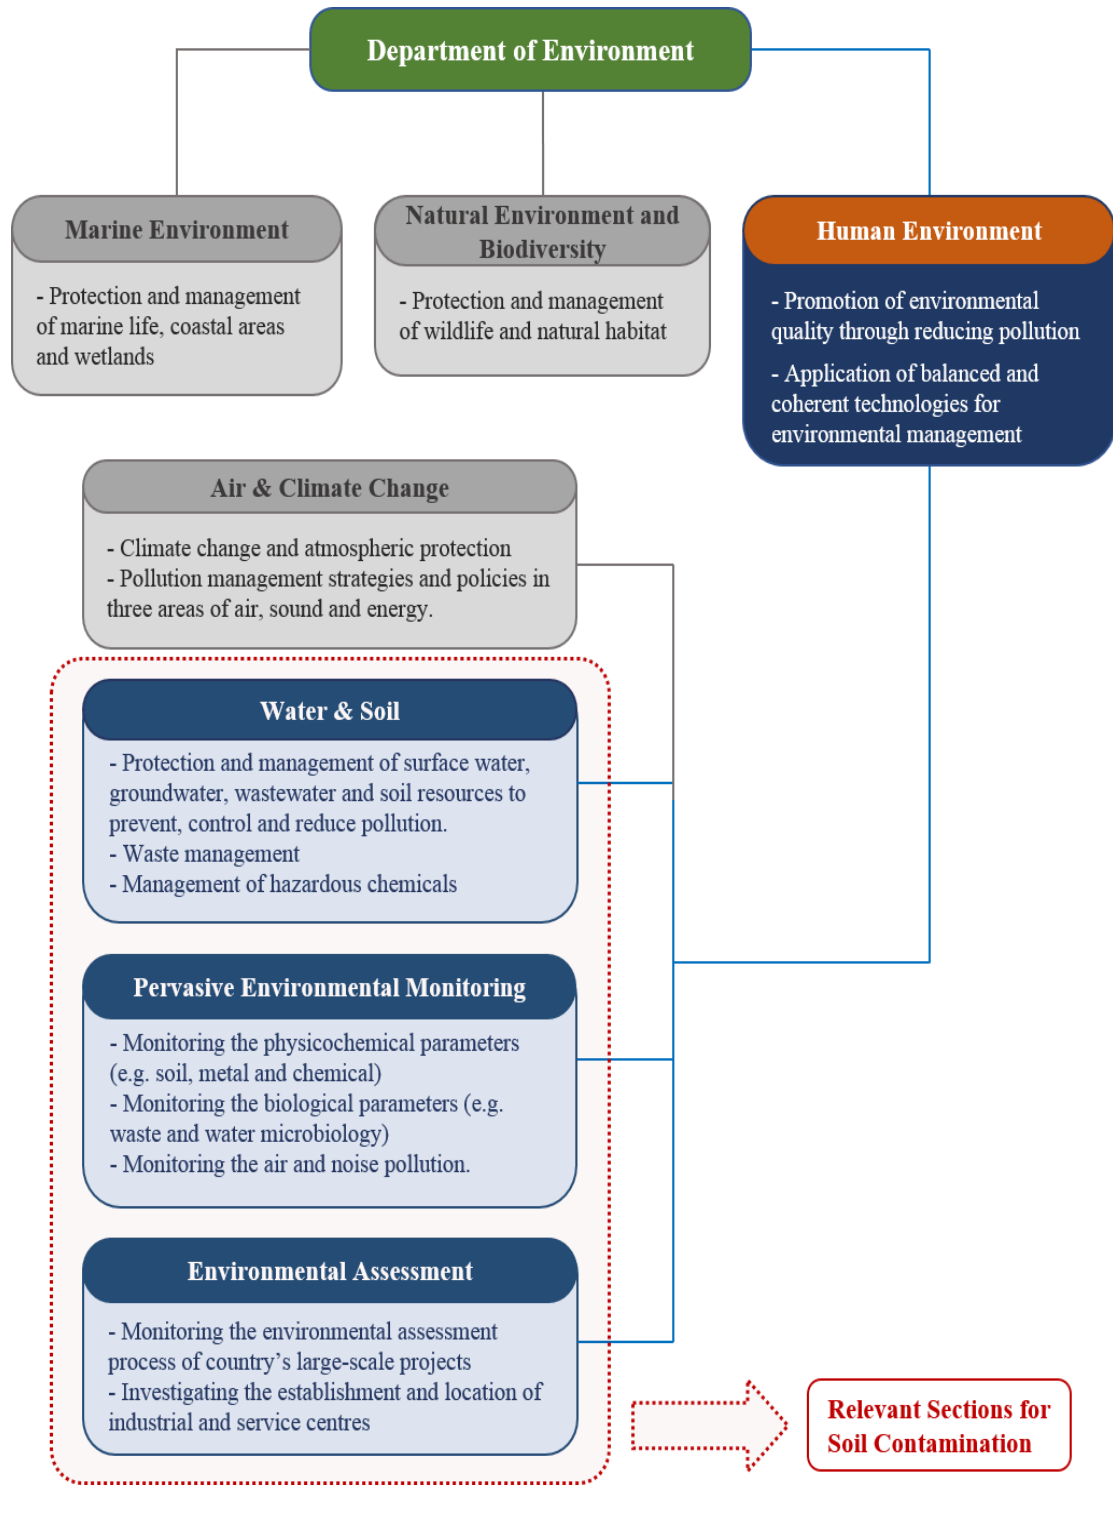 Department of Environment
Marine Environment
- Protection and management
of marine life, coastal areas
and wetlands
Natural Environment and
Biodiversity
- Protection and management
of wildlife and natural habitat
Human Environment
- Promotion of environmental
quality through reducing pollution
- Application of balanced and
coherent technologies for
environmental management
Air & Climate Change
- Climate change and atmospheric protection
- Pollution management strategies and policies in
three areas of air, sound and energy.
Water & Soil
- Protection and management of surface water,
groundwater, wastewater and soil resources to
prevent, control and reduce pollution.
- Waste management
- Management of hazardous chemicals
Pervasive Environmental Monitoring
- Monitoring the physicochemical parameters
(e.g. soil, metal and chemical)
- Monitoring the biological parameters (e.g.
waste and water microbiology)
- Monitoring the air and noise pollution.
Environmental Assessment
- Monitoring the environmental assessment
process of country’s large-scale projects
- Investigating the establishment and location of
industrial and service centres
Relevant Sections for
Soil Contamination